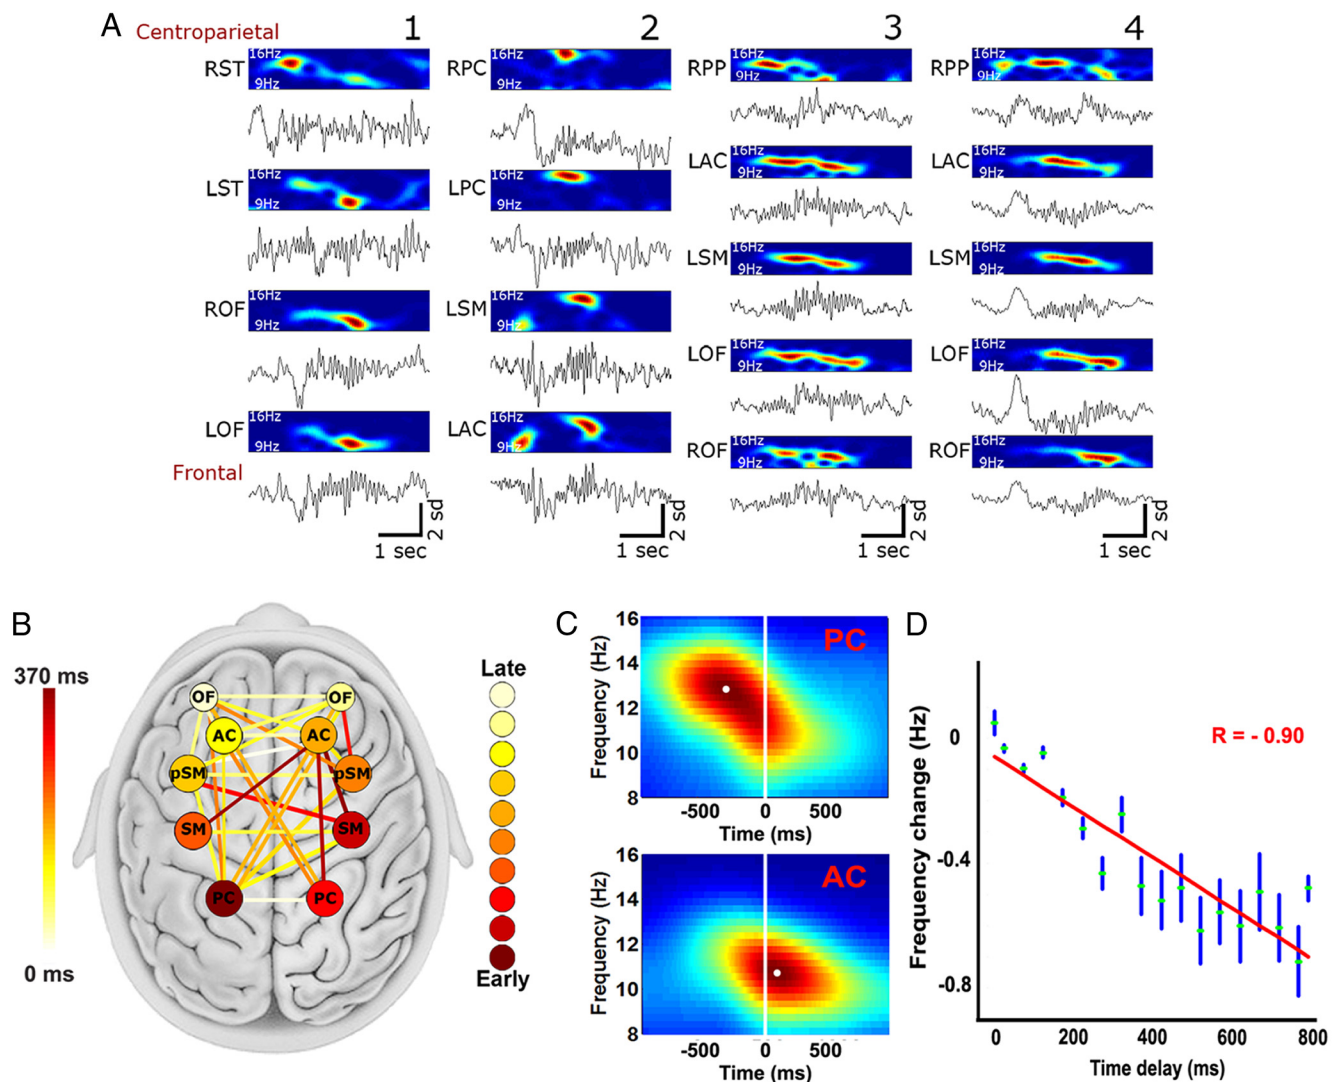 A
Centroparietal
1
2
3
4
RST
16Hz
9Hz
RPC
16Hz
9Hz
RPP
16Hz
9Hz
RPP
16Hz
9Hz
LST
16Hz
9Hz
LPC
16Hz
9Hz
LAC
16Hz
9Hz
LAC
16Hz
9Hz
ROF
16Hz
9Hz
LSM
16Hz
9Hz
LSM
16Hz
9Hz
LSM
16Hz
9Hz
LOF
16Hz
9Hz
LAC
16Hz
9Hz
LOF
16Hz
9Hz
LOF
16Hz
9Hz
ROF
16Hz
9Hz
ROF
16Hz
9Hz
Frontal
1 sec
2 sd
1 sec
2 sd
1 sec
2 sd
1 sec
2 sd
B
370 ms
0 ms
OF
OF
AC
AC
pSM
pSM
SM
SM
PC
PC
Late
Early
C
PC
Frequency (Hz)
16
14
12
10
8
-500
0
500
Time (ms)
AC
Frequency (Hz)
16
14
12
10
8
-500
0
500
Time (ms)
D
R = - 0.90
Frequency change (Hz)
0
-0.4
-0.8
0
200
400
600
800
Time delay (ms)